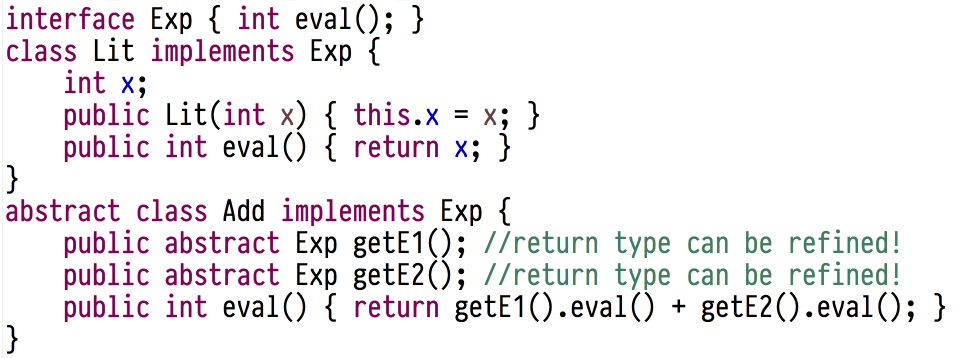 interface Exp { int eval(); }
class Lit implements Exp {
    int x;
    public Lit(int x) { this.x = x; }
    public int eval() { return x; }
}
abstract class Add implements Exp {
    public abstract Exp getE1(); //return type can be refined!
    public abstract Exp getE2(); //return type can be refined!
    public int eval() { return getE1().eval() + getE2().eval(); }
}